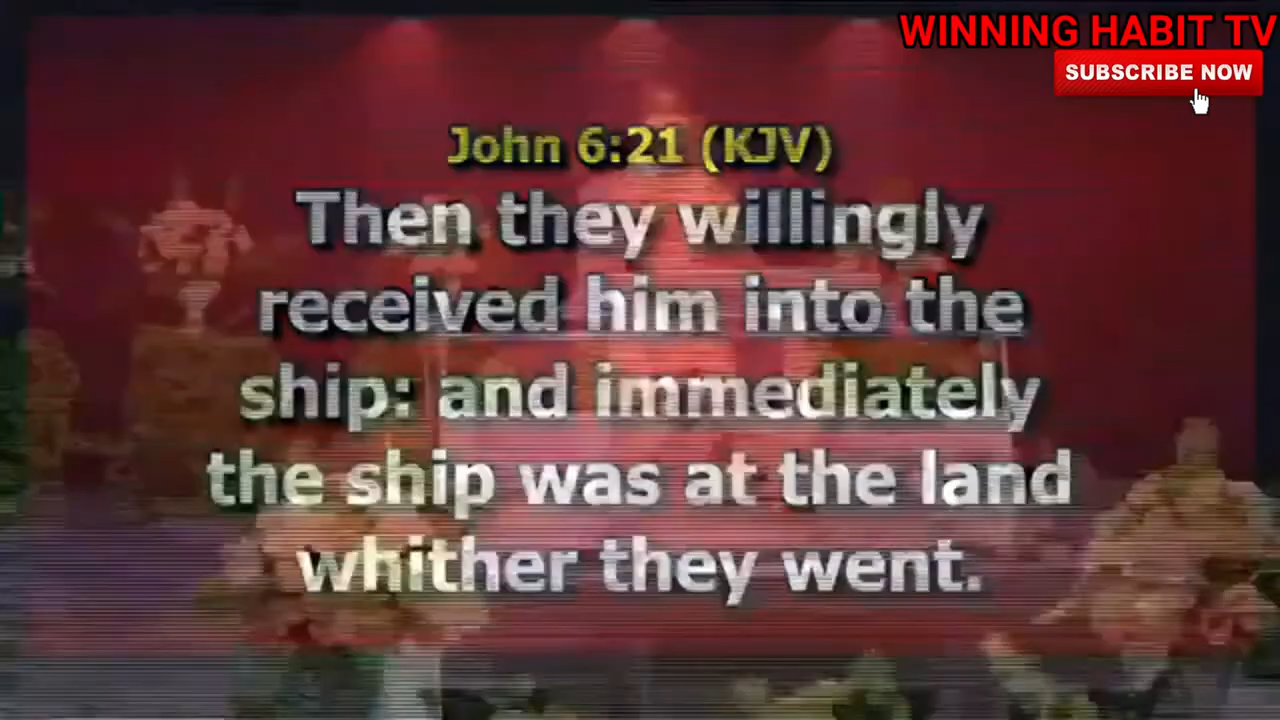 WINNING HABIT TV
SUBSCRIBE NOW
John 6:21 (KJV)
Then they willingly
received him into the
ship: and immediately
the ship was at the land
whither they went.